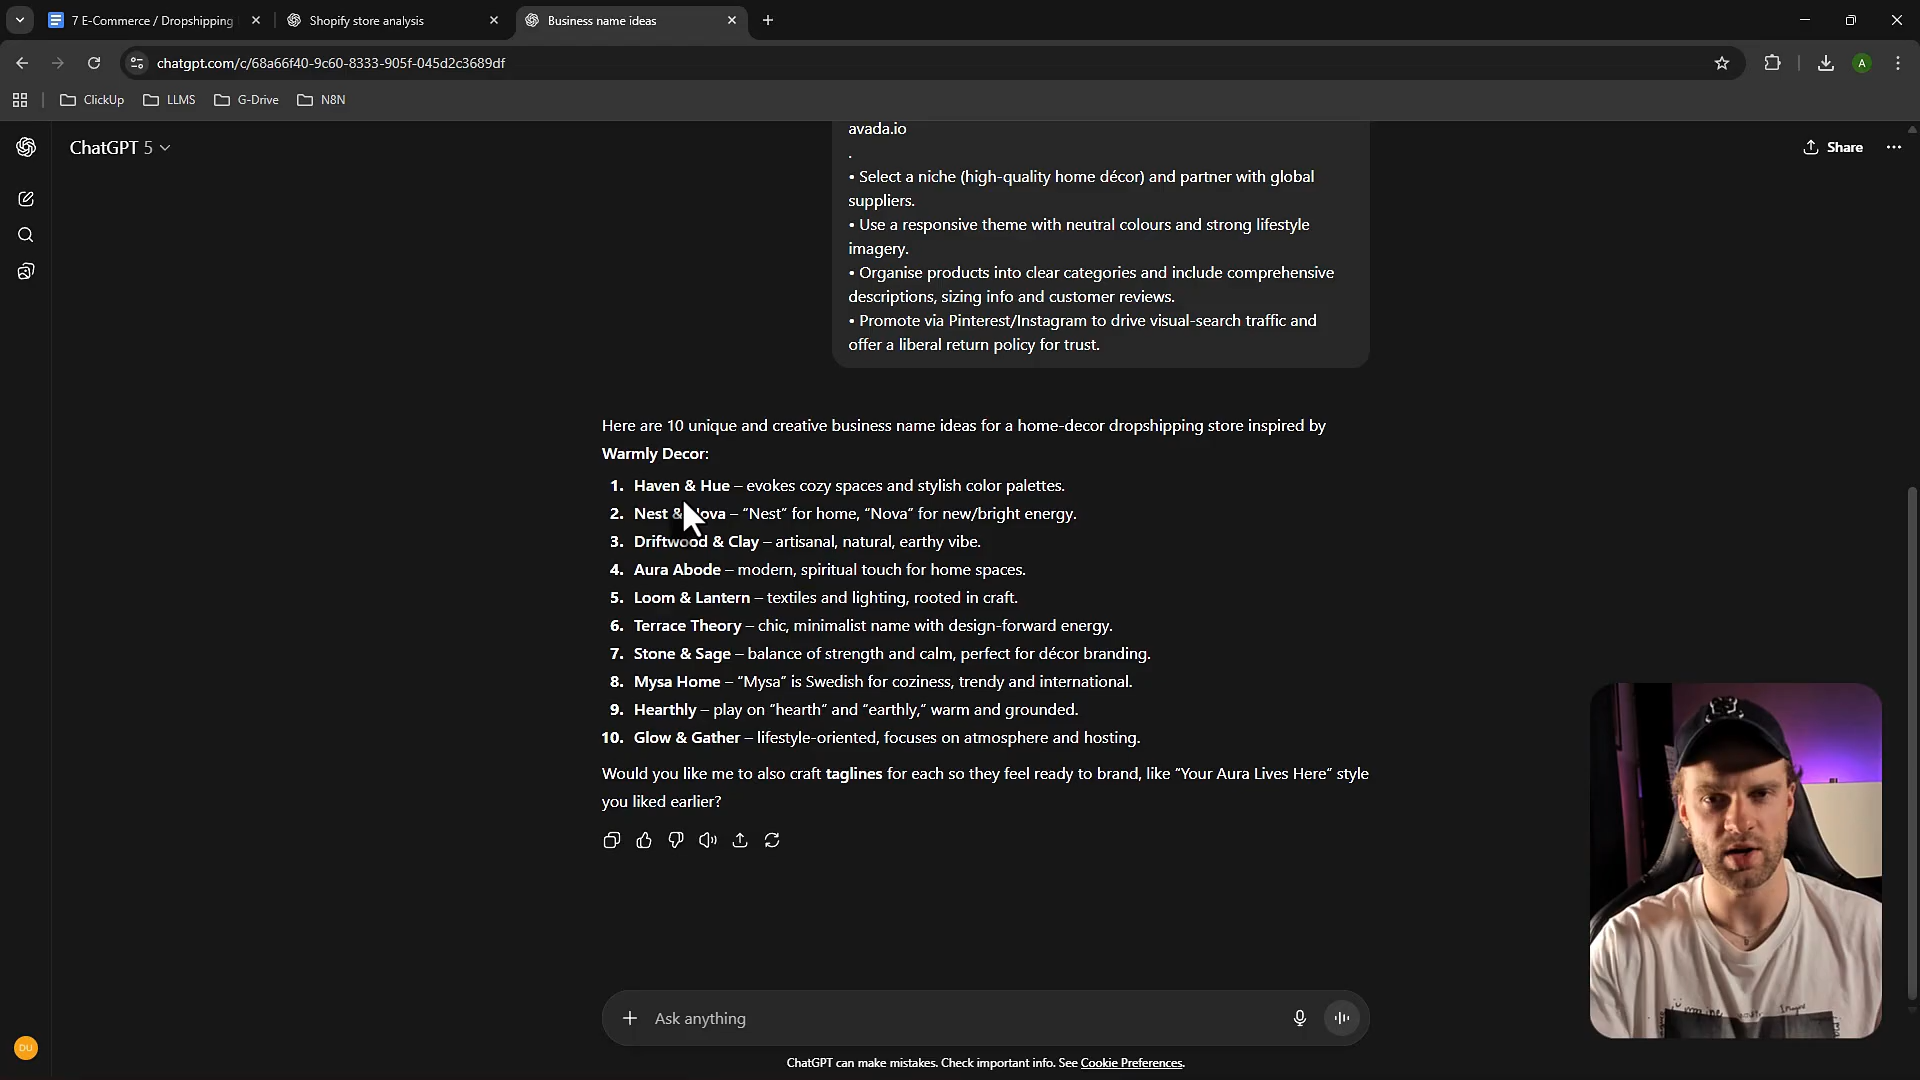 7 E-Commerce / Dropshipping
Shopify store analysis
Business name ideas
chatgpt.com/c/68a66f40-9c60-8333-905f-045d2c3689df
A
ClickUp
LLMS
G-Drive
N8N
ChatGPT 5
Share
avada.io
.
• Select a niche (high-quality home décor) and partner with global
suppliers.
• Use a responsive theme with neutral colours and strong lifestyle
imagery.
• Organise products into clear categories and include comprehensive
descriptions, sizing info and customer reviews.
• Promote via Pinterest/Instagram to drive visual-search traffic and
offer a liberal return policy for trust.
Here are 10 unique and creative business name ideas for a home-decor dropshipping store inspired by
Warmly Decor:
1. Haven & Hue – evokes cozy spaces and stylish color palettes.
2. Nest & Nova – “Nest” for home, “Nova” for new/bright energy.
3. Driftwood & Clay – artisanal, natural, earthy vibe.
4. Aura Abode – modern, spiritual touch for home spaces.
5. Loom & Lantern – textiles and lighting, rooted in craft.
6. Terrace Theory – chic, minimalist name with design-forward energy.
7. Stone & Sage – balance of strength and calm, perfect for décor branding.
8. Mysa Home – “Mysa” is Swedish for coziness, trendy and international.
9. Hearthly – play on “hearth” and “earthly,” warm and grounded.
10. Glow & Gather – lifestyle-oriented, focuses on atmosphere and hosting.
Would you like me to also craft taglines for each so they feel ready to brand, like “Your Aura Lives Here” style
you liked earlier?
Ask anything
DU
ChatGPT can make mistakes. Check important info. See Cookie Preferences.